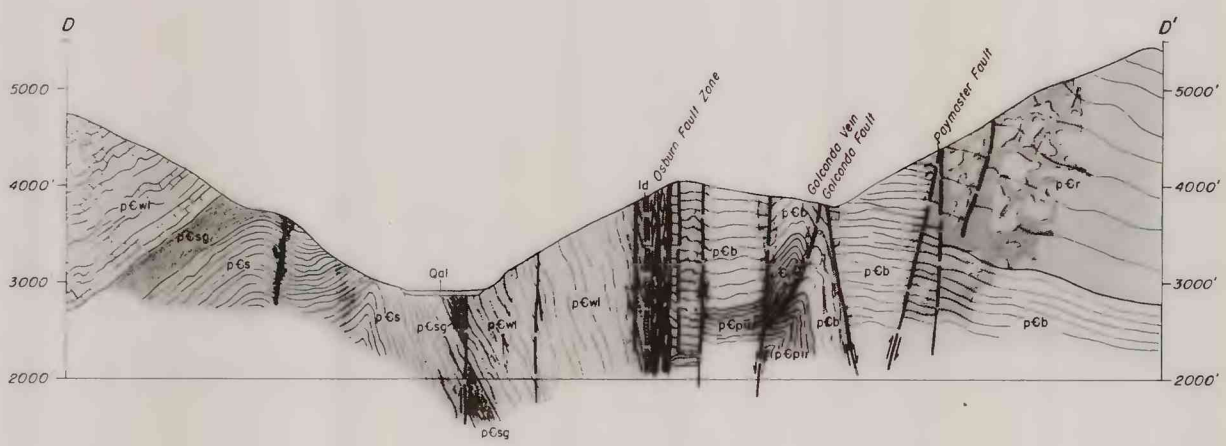 D
D'
5000
4000
3000
2000
5000'
4000'
3000'
2000'
Id
Osburn Fault Zone
Golconda Vein
Golconda Fault
Paymaster Fault
p€wl
p€sg
p€s
p€s
Qal
p€sg
p€wl
p€sg
p€wl
p€b
p€b
p€b
p€pr
p€b
p€r
p€b